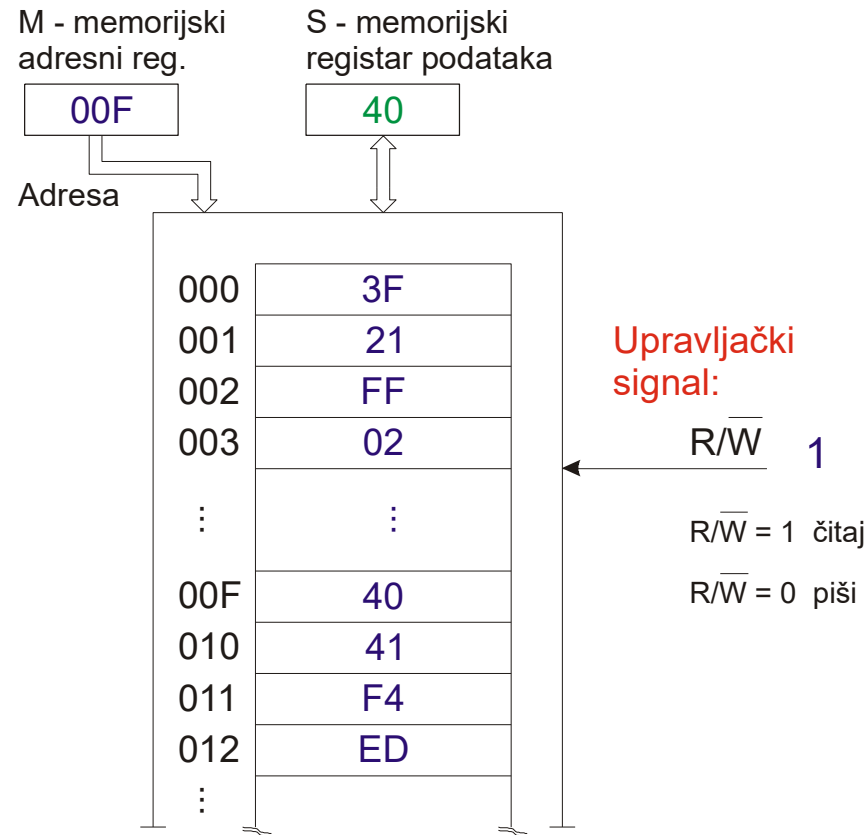 M - memorijski
adresni reg.
S - memorijski
registar podataka
00F
40
Adresa
000 3F
001 21
002 FF
003 02
⋮ ⋮
00F 40
010 41
011 F4
012 ED
⋮
Upravljački
signal:
R/W̅ 1
R/W̅ = 1 čitaj
R/W̅ = 0 piši